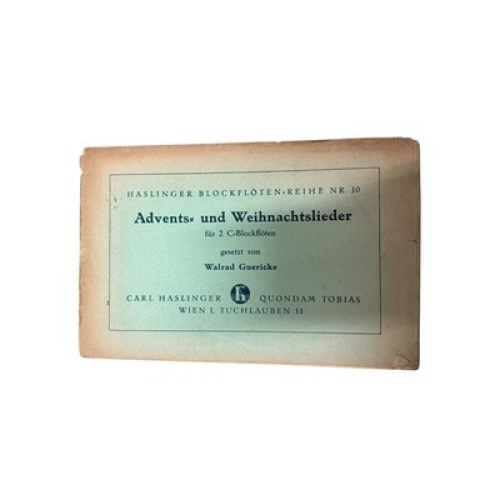 HASLINGER BLOCKFLÖTEN-REIHE NR. 10
Advents- und Weihnachtslieder
für 2 C-Blockflöten
gesetzt von
Walrad Guericke
CARL HASLINGER h QUONDAM TOBIAS
WIEN I, TUCHLAUBEN 11